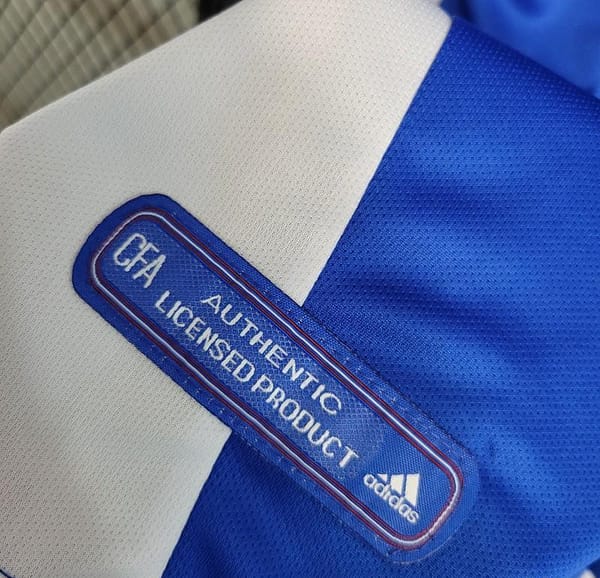 CFA
AUTHENTIC
LICENSED PRODUCT
adidas